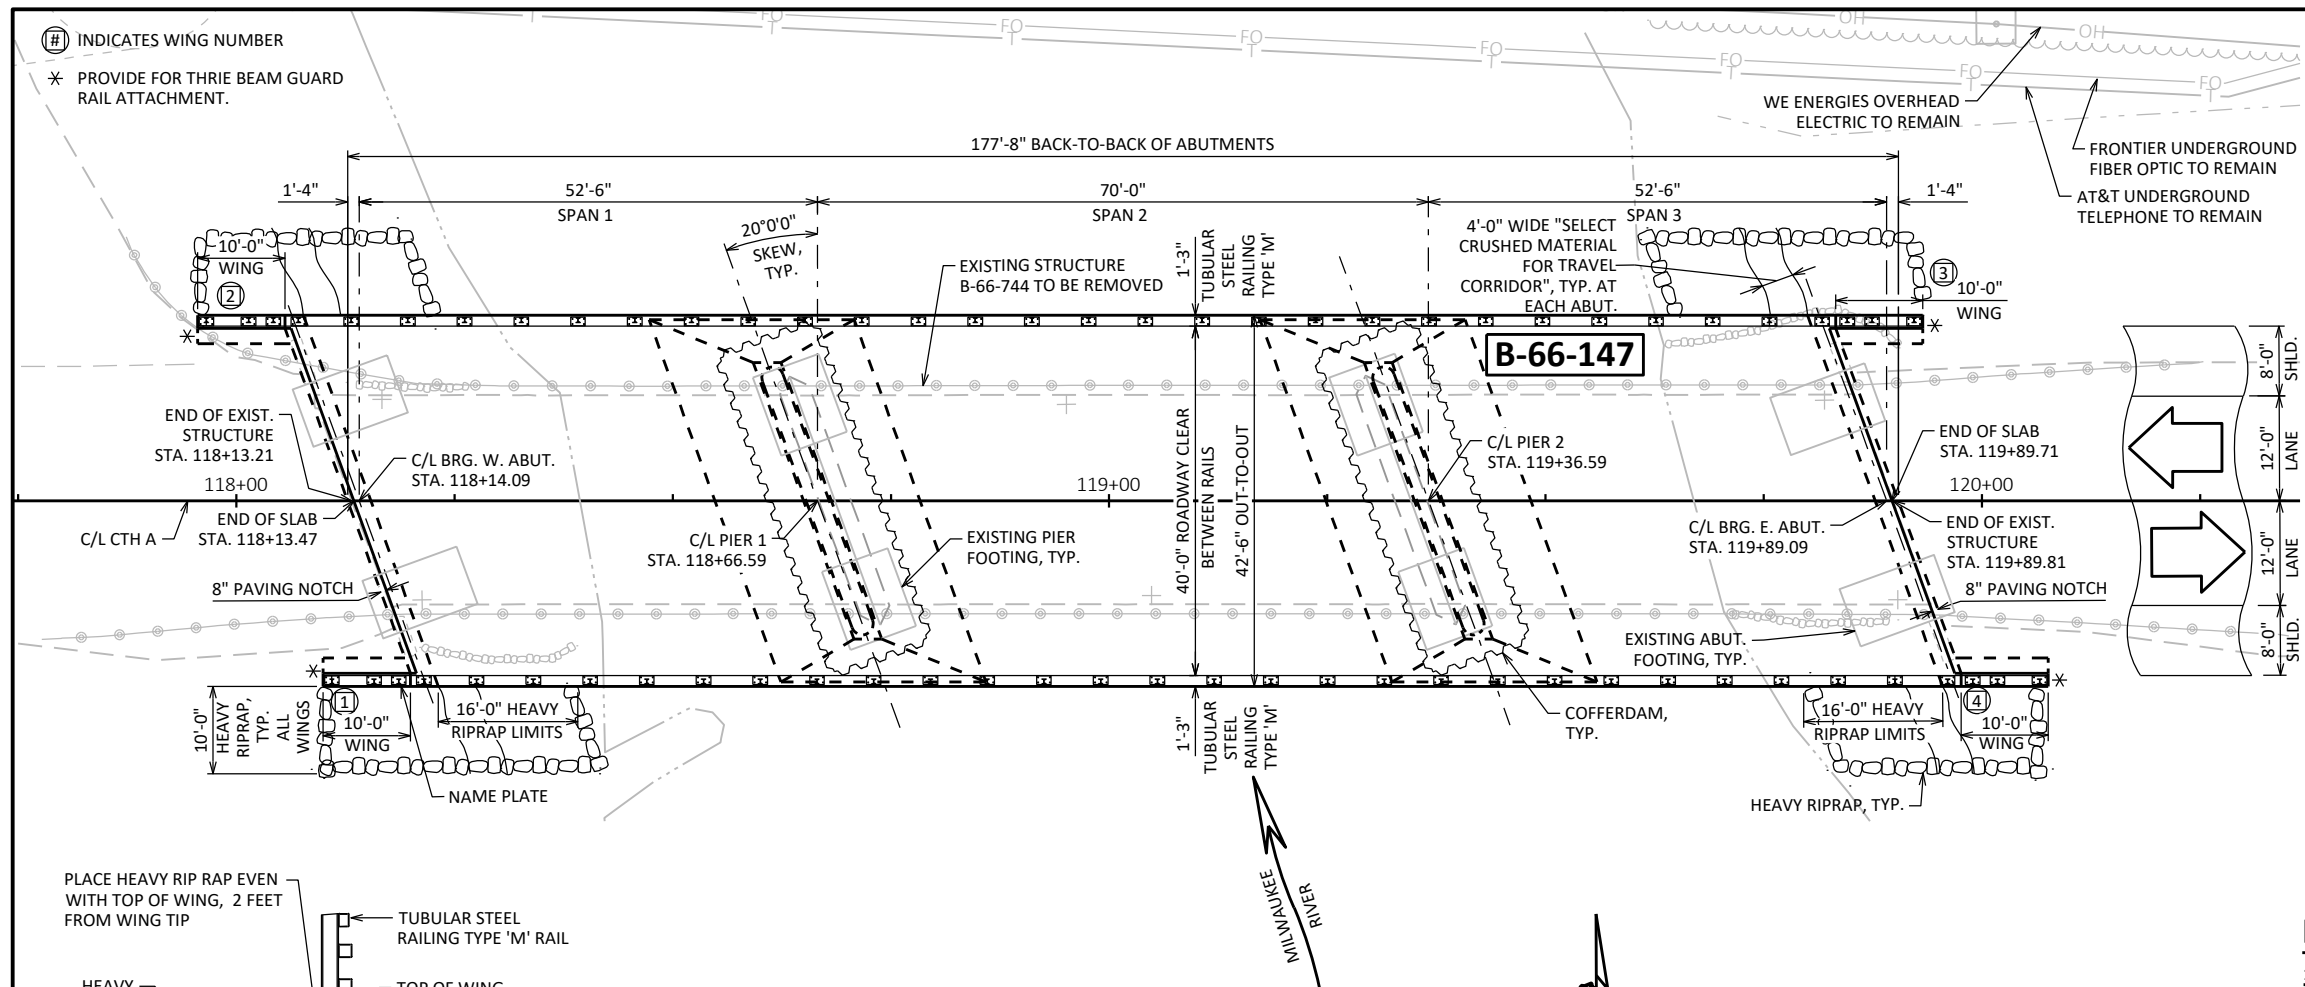 # INDICATES WING NUMBER
* PROVIDE FOR THRIE BEAM GUARD
RAIL ATTACHMENT.
FO
T
FO
T
FO
T
FO
T
FO
T
FO
T
FO
OH
OH
WE ENERGIES OVERHEAD
ELECTRIC TO REMAIN
FRONTIER UNDERGROUND
FIBER OPTIC TO REMAIN
AT&T UNDERGROUND
TELEPHONE TO REMAIN
177'-8" BACK-TO-BACK OF ABUTMENTS
1'-4"
52'-6"
SPAN 1
70'-0"
SPAN 2
52'-6"
SPAN 3
1'-4"
20°0'0"
SKEW,
TYP.
10'-0"
WING
2
EXISTING STRUCTURE
B-66-744 TO BE REMOVED
1'-3"
TUBULAR
STEEL
RAILING
TYPE 'M'
4'-0" WIDE "SELECT
CRUSHED MATERIAL
FOR TRAVEL
CORRIDOR", TYP. AT
EACH ABUT.
3
10'-0"
WING
*
*
B-66-147
END OF EXIST.
STRUCTURE
STA. 118+13.21
C/L BRG. W. ABUT.
STA. 118+14.09
118+00
END OF SLAB
STA. 118+13.47
C/L CTH A
8" PAVING NOTCH
C/L PIER 1
STA. 118+66.59
EXISTING PIER
FOOTING, TYP.
119+00
40'-0" ROADWAY CLEAR
BETWEEN RAILS
42'-6" OUT-TO-OUT
C/L PIER 2
STA. 119+36.59
END OF SLAB
STA. 119+89.71
120+00
C/L BRG. E. ABUT.
STA. 119+89.09
END OF EXIST.
STRUCTURE
STA. 119+89.81
8" PAVING NOTCH
EXISTING ABUT.
FOOTING, TYP.
8'-0"
SHLD.
12'-0"
LANE
12'-0"
LANE
8'-0"
SHLD.
*
*
1
10'-0"
WING
10'-0"
HEAVY
RIPRAP,
TYP.
ALL
WINGS
16'-0" HEAVY
RIPRAP LIMITS
NAME PLATE
1'-3"
TUBULAR
STEEL
RAILING
TYPE 'M'
COFFERDAM,
TYP.
16'-0" HEAVY
RIPRAP LIMITS
4
10'-0"
WING
HEAVY RIPRAP, TYP.
MILWAUKEE
RIVER
PLACE HEAVY RIP RAP EVEN
WITH TOP OF WING, 2 FEET
FROM WING TIP
TUBULAR STEEL
RAILING TYPE 'M' RAIL
HEAVY
TOP OF WING